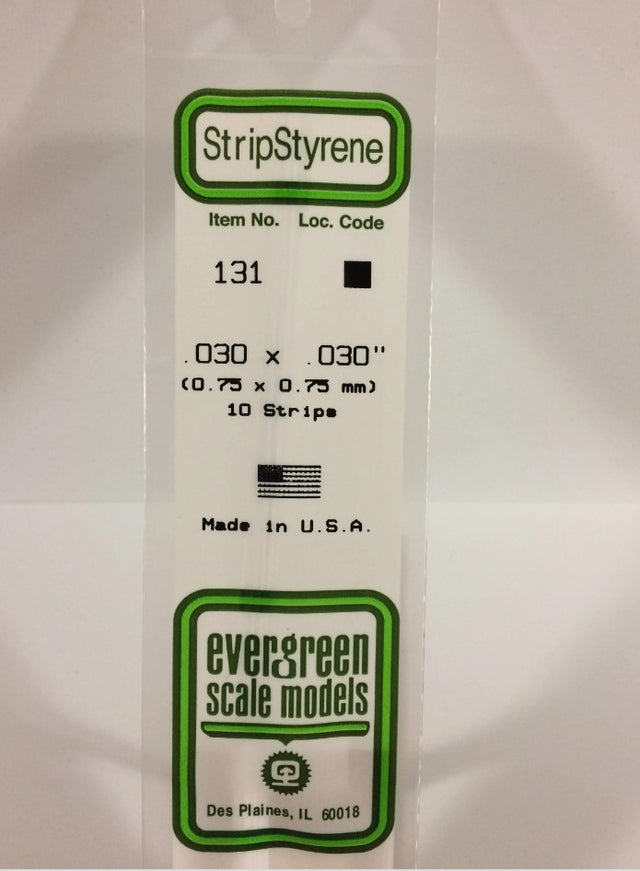 StripStyrene
Item No. Loc. Code
131
.030 x .030"
(0.75 x 0.75 mm)
10 Strips
Made in U.S.A.
evergreen
scale models
Des Plaines, IL 60018